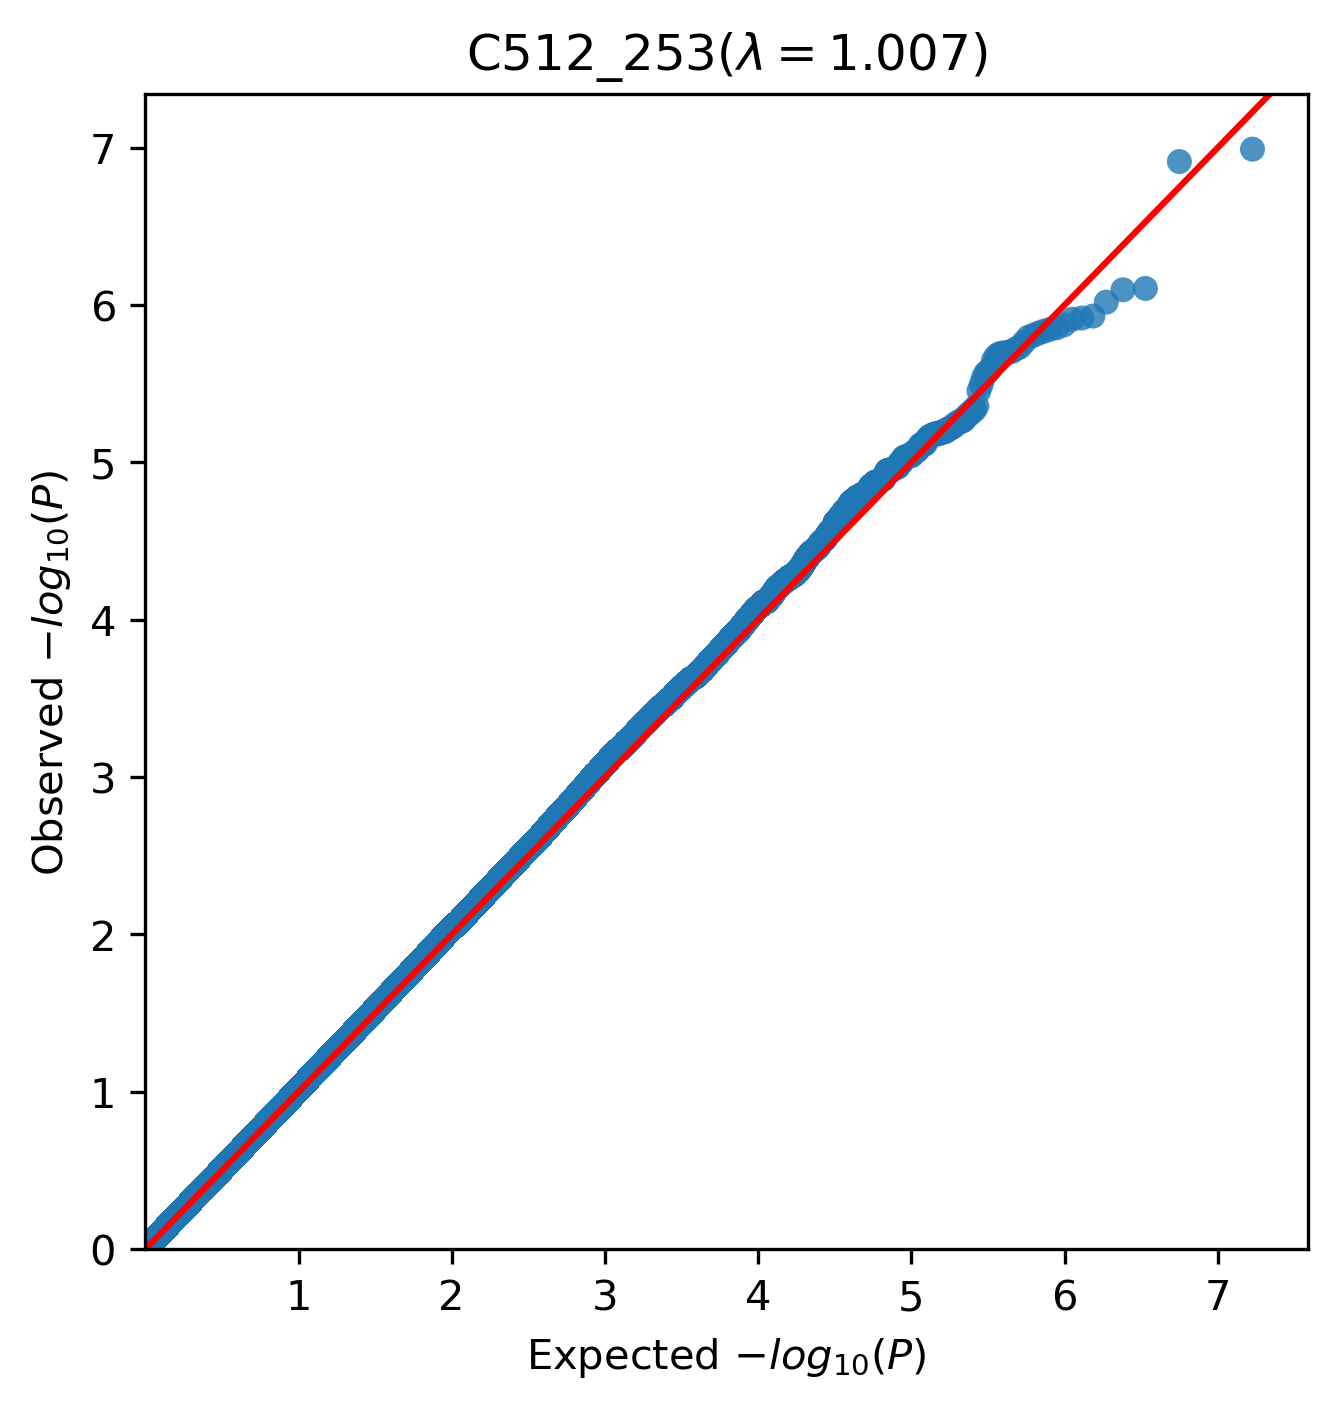 C512_253(λ = 1.007)
Observed −log₁₀(P)
7
6
5
4
3
2
1
0
1 2 3 4 5 6 7
Expected −log₁₀(P)